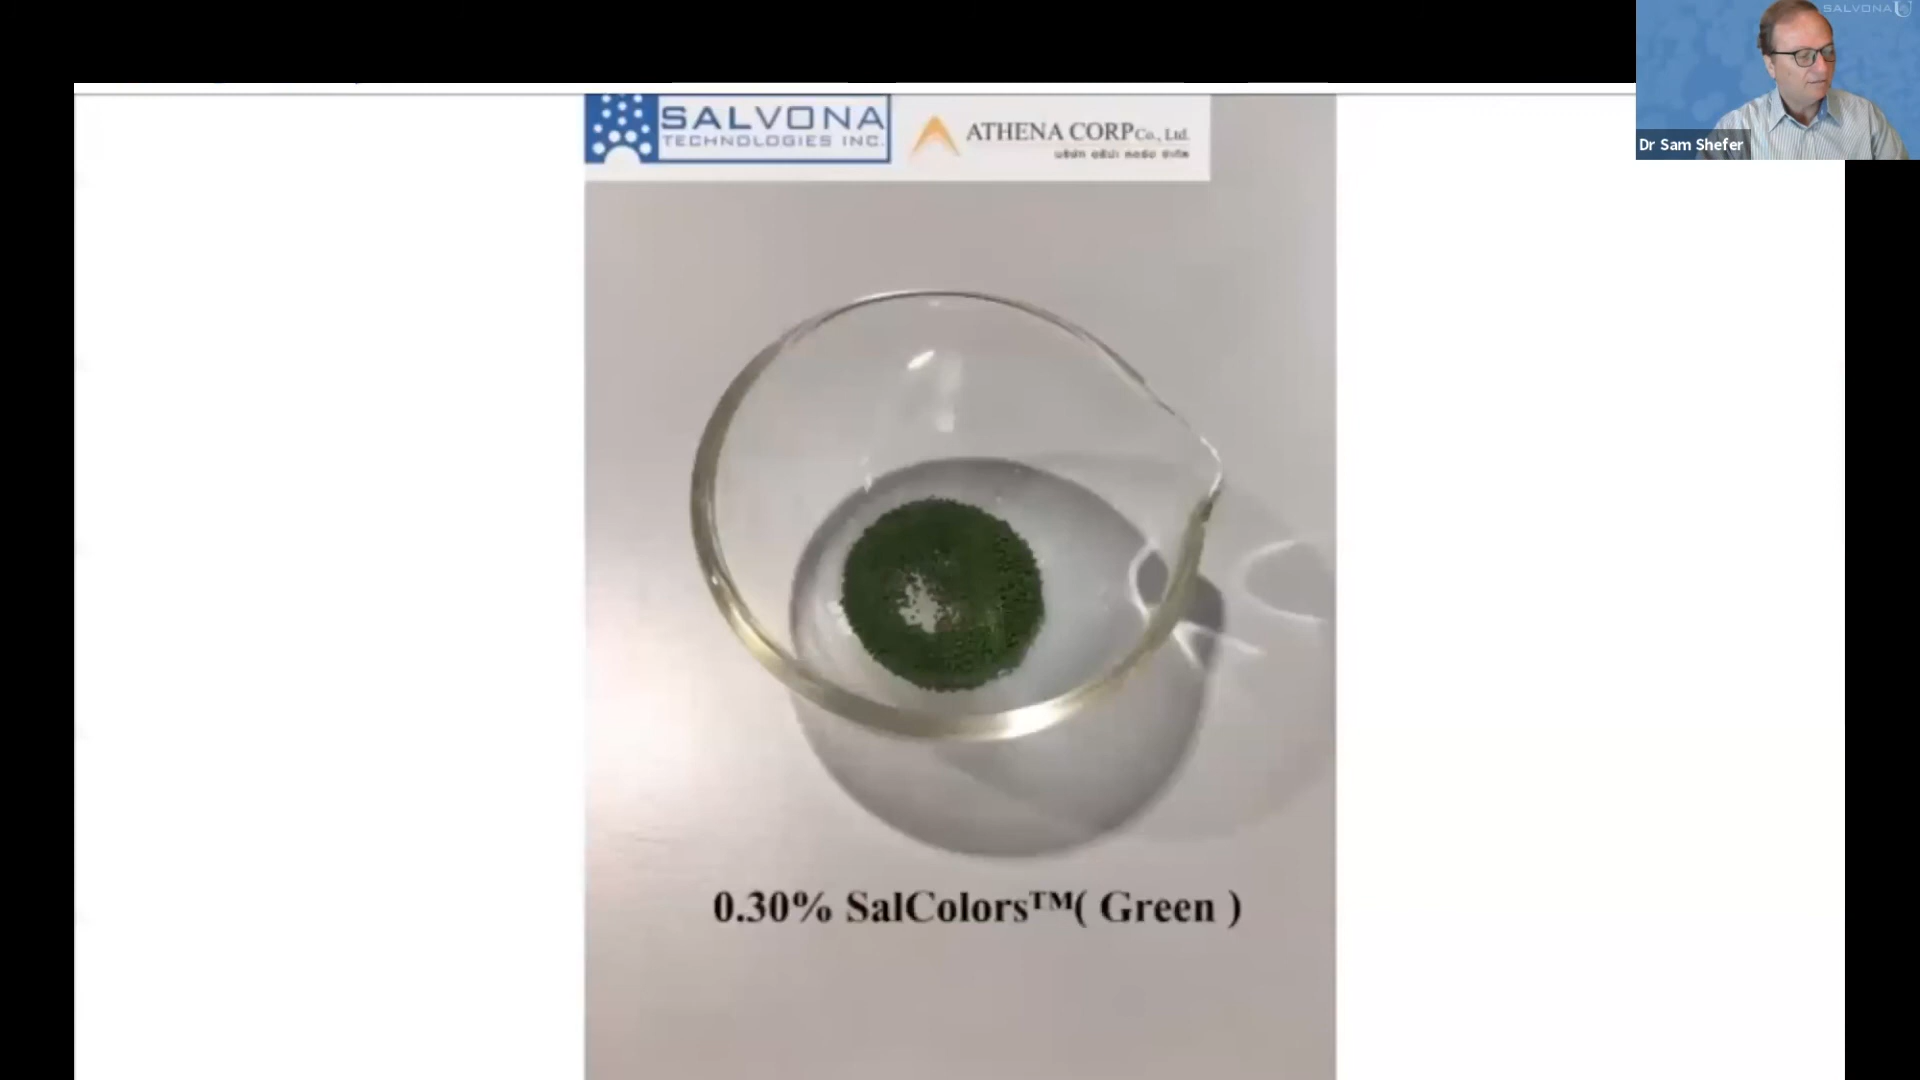 SALVONA
TECHNOLOGIES INC.
ATHENA CORP Co., Ltd.
SALVONA
Dr Sam Shefer
0.30% SalColors™( Green )